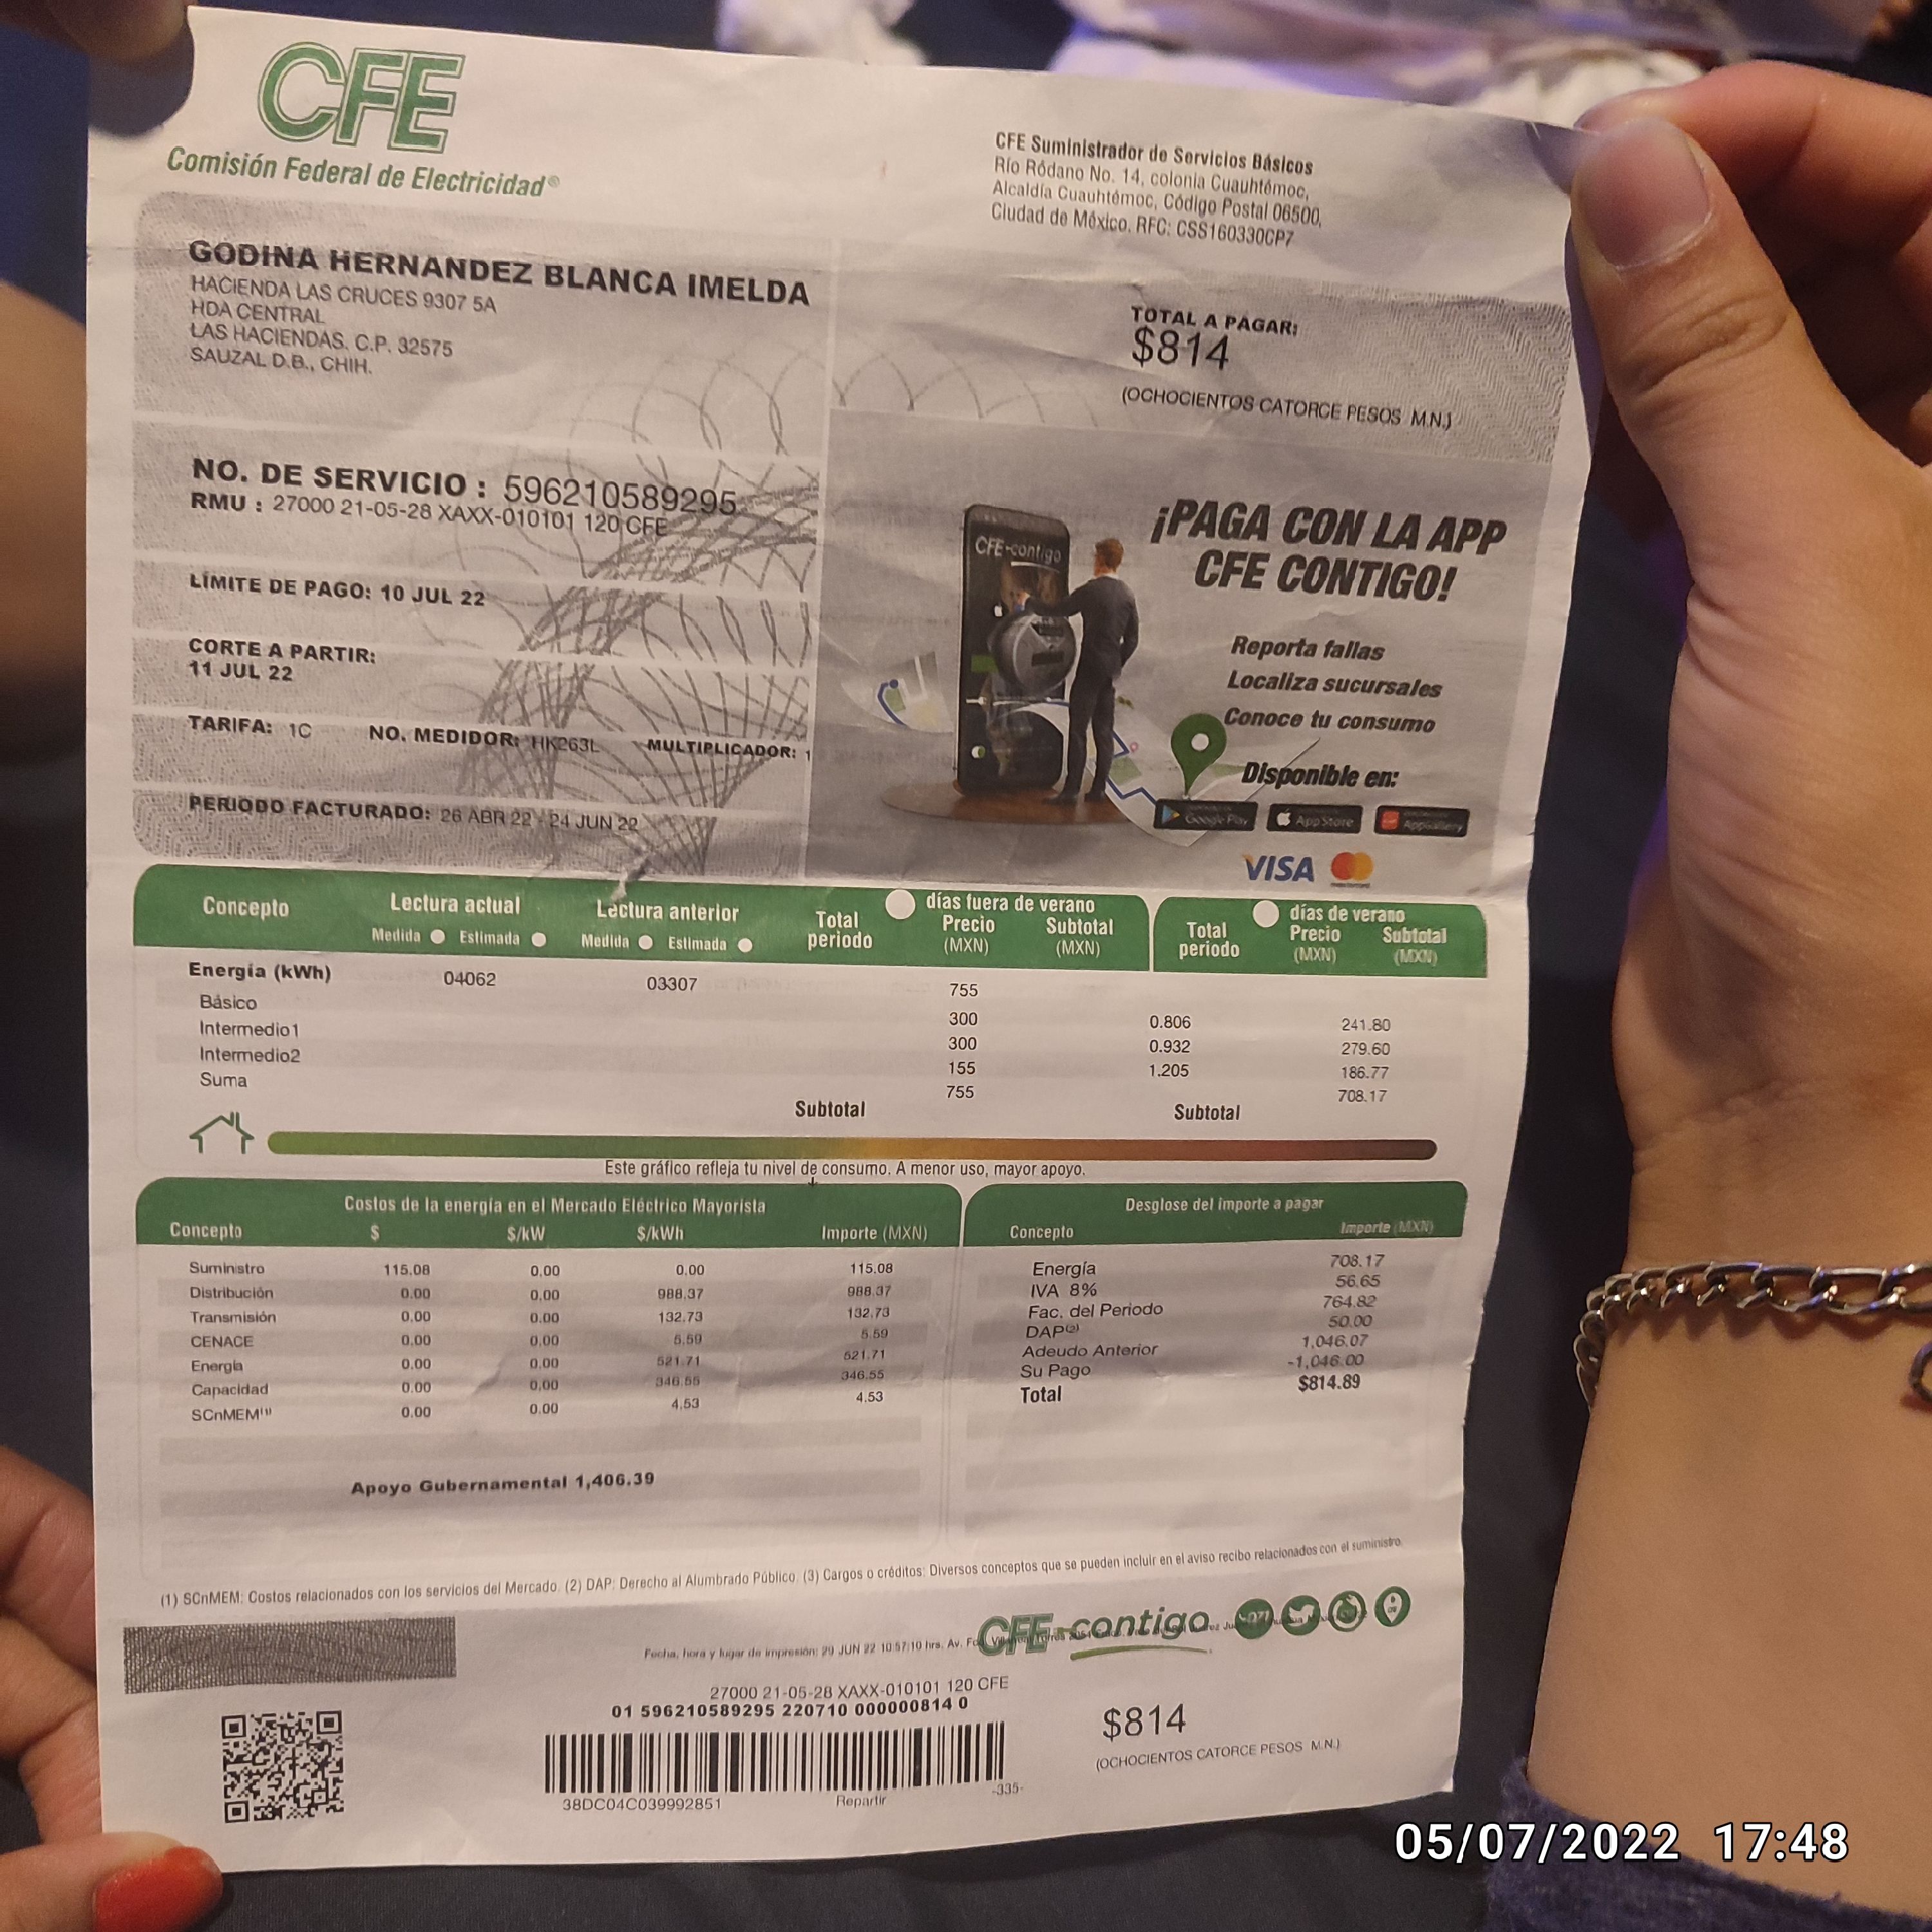 CFE
Comisión Federal de Electricidad®
CFE Suministrador de Servicios Básicos
Río Ródano No. 14, colonia Cuauhtémoc,
Alcaldía Cuauhtémoc, Código Postal 06500,
Ciudad de México. RFC: CSS160330CP7
GODINA HERNANDEZ BLANCA IMELDA
HACIENDA LAS CRUCES 9307 5A
HDA CENTRAL
LAS HACIENDAS. C.P. 32575
SAUZAL D.B., CHIH.
TOTAL A PAGAR:
$814
(OCHOCIENTOS CATORCE PESOS M.N.)
NO. DE SERVICIO : 596210589295
RMU : 27000 21-05-28 XAXX-010101 120 CFE
LÍMITE DE PAGO: 10 JUL 22
CORTE A PARTIR:
11 JUL 22
TARIFA: 1C NO. MEDIDOR: HK263L MULTIPLICADOR: 1
PERIODO FACTURADO: 26 ABR 22 - 24 JUN 22
CFE-contigo
¡PAGA CON LA APP
CFE CONTIGO!
Reporta fallas
Localiza sucursales
Conoce tu consumo
Disponible en:
Google Play App Store AppGallery
VISA mastercard
Concepto Lectura actual Lectura anterior Total periodo días fuera de verano Precio (MXN) Subtotal (MXN) Total periodo días de verano Precio (MXN) Subtotal (MXN)
Medida Estimada Medida Estimada
Energía (kWh) 04062 03307 755
Básico 300 0.806 241.80
Intermedio1 300 0.932 279.60
Intermedio2 155 1.205 186.77
Suma 755 708.17
Subtotal Subtotal
Este gráfico refleja tu nivel de consumo. A menor uso, mayor apoyo.
Costos de la energía en el Mercado Eléctrico Mayorista
Concepto $ $/kW $/kWh Importe (MXN)
Suministro 115.08 0.00 0.00 115.08
Distribución 0.00 0.00 988.37 988.37
Transmisión 0.00 0.00 132.73 132.73
CENACE 0.00 0.00 5.59 5.59
Energía 0.00 0.00 521.71 521.71
Capacidad 0.00 0.00 346.55 346.55
SCnMEM(1) 0.00 0.00 4.53 4.53
Apoyo Gubernamental 1,406.39
Desglose del importe a pagar
Concepto Importe (MXN)
Energía 708.17
IVA 8% 56.65
Fac. del Periodo 764.82
DAP(2) 50.00
Adeudo Anterior 1,046.07
Su Pago -1,046.00
Total $814.89
(1) SCnMEM: Costos relacionados con los servicios del Mercado. (2) DAP: Derecho al Alumbrado Público. (3) Cargos o créditos: Diversos conceptos que se pueden incluir en el aviso recibo relacionados con el suministro.
CFE-contigo 071
Fecha, hora y lugar de impresión: 29 JUN 22 10:57:10 hrs. Av.
27000 21-05-28 XAXX-010101 120 CFE
01 596210589295 220710 000000814 0
38DC04C039992851
Repartir
-335-
$814
(OCHOCIENTOS CATORCE PESOS M.N.)
05/07/2022 17:48